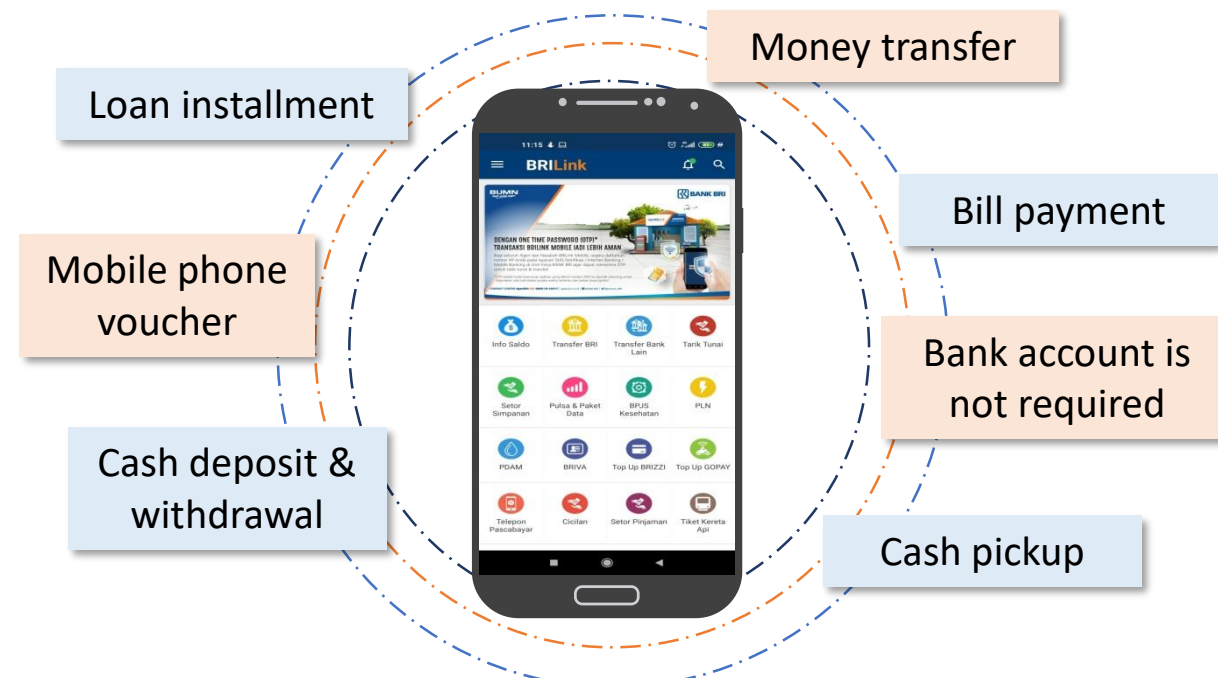 Money transfer
Loan installment
Bill payment
Mobile phone
voucher
Bank account is
not required
Cash deposit &
withdrawal
Cash pickup
11:15
BRILink
BUMN
BANK BRI
DENGAN ONE TIME PASSWORD (OTP)*
TRANSAKSI BRILINK MOBILE JADI LEBIH AMAN
Info Saldo
Transfer BRI
Transfer Bank
Lain
Tarik Tunai
Setor
Simpanan
Pulsa & Paket
Data
BPJS
Kesehatan
PLN
PDAM
BRIVA
Top Up BRIZZI
Top Up GOPAY
Telepon
Pascabayar
Cicilan
Setor Pinjaman
Tiket Kereta
Api